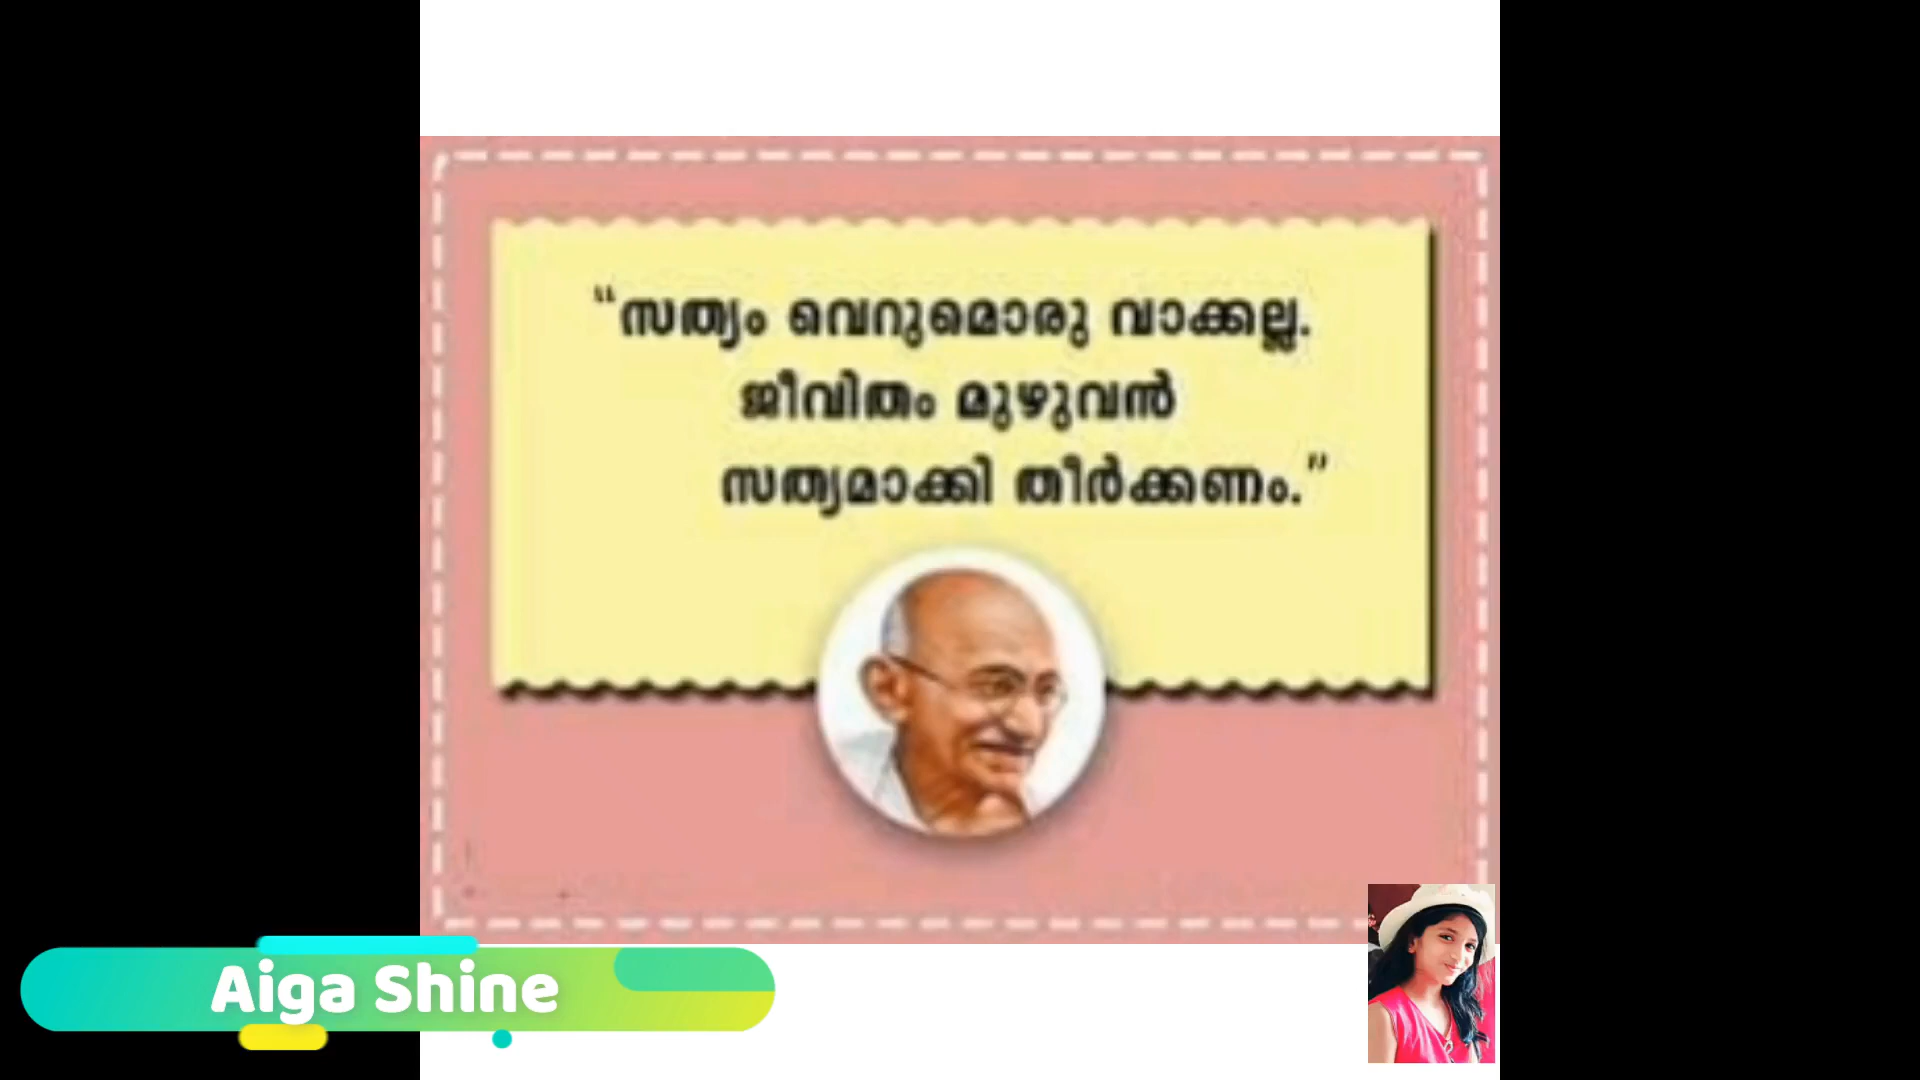 “സത്യം വെറുമൊരു വാക്കല്ല.
ജീവിതം മുഴുവൻ
സത്യമാക്കി തീർക്കണം.”
Aiga Shine